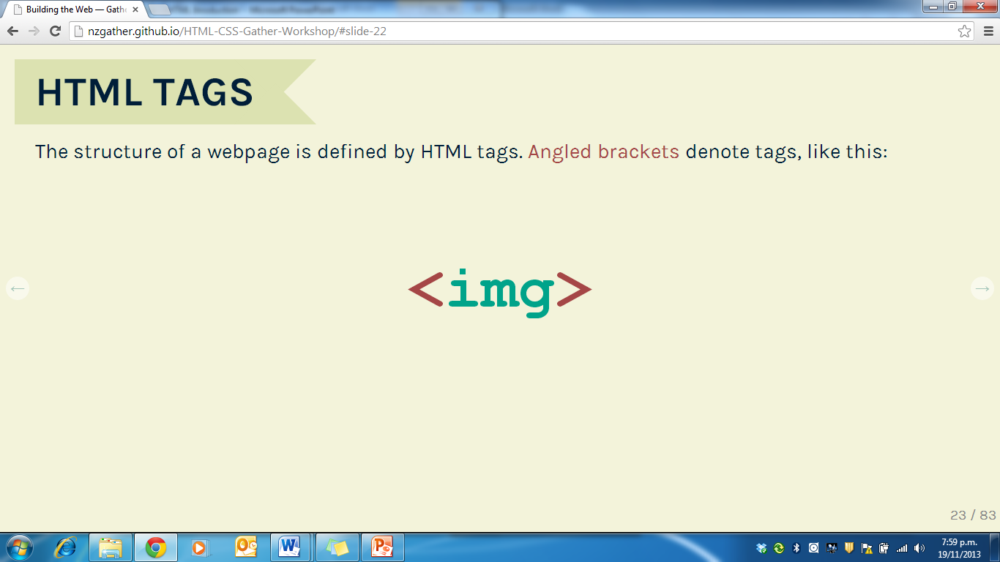 Building the Web — Gath
nzgather.github.io/HTML-CSS-Gather-Workshop/#slide-22
HTML TAGS
The structure of a webpage is defined by HTML tags. Angled brackets denote tags, like this:
←
<img>
→
23 / 83
7:59 p.m.
19/11/2013